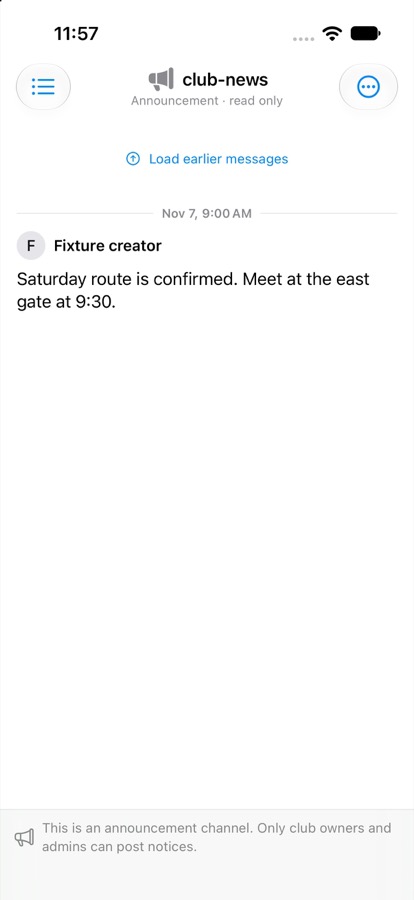 11:57
club-news
Announcement · read only
Load earlier messages
Nov 7, 9:00 AM
F Fixture creator
Saturday route is confirmed. Meet at the east
gate at 9:30.
This is an announcement channel. Only club owners and
admins can post notices.